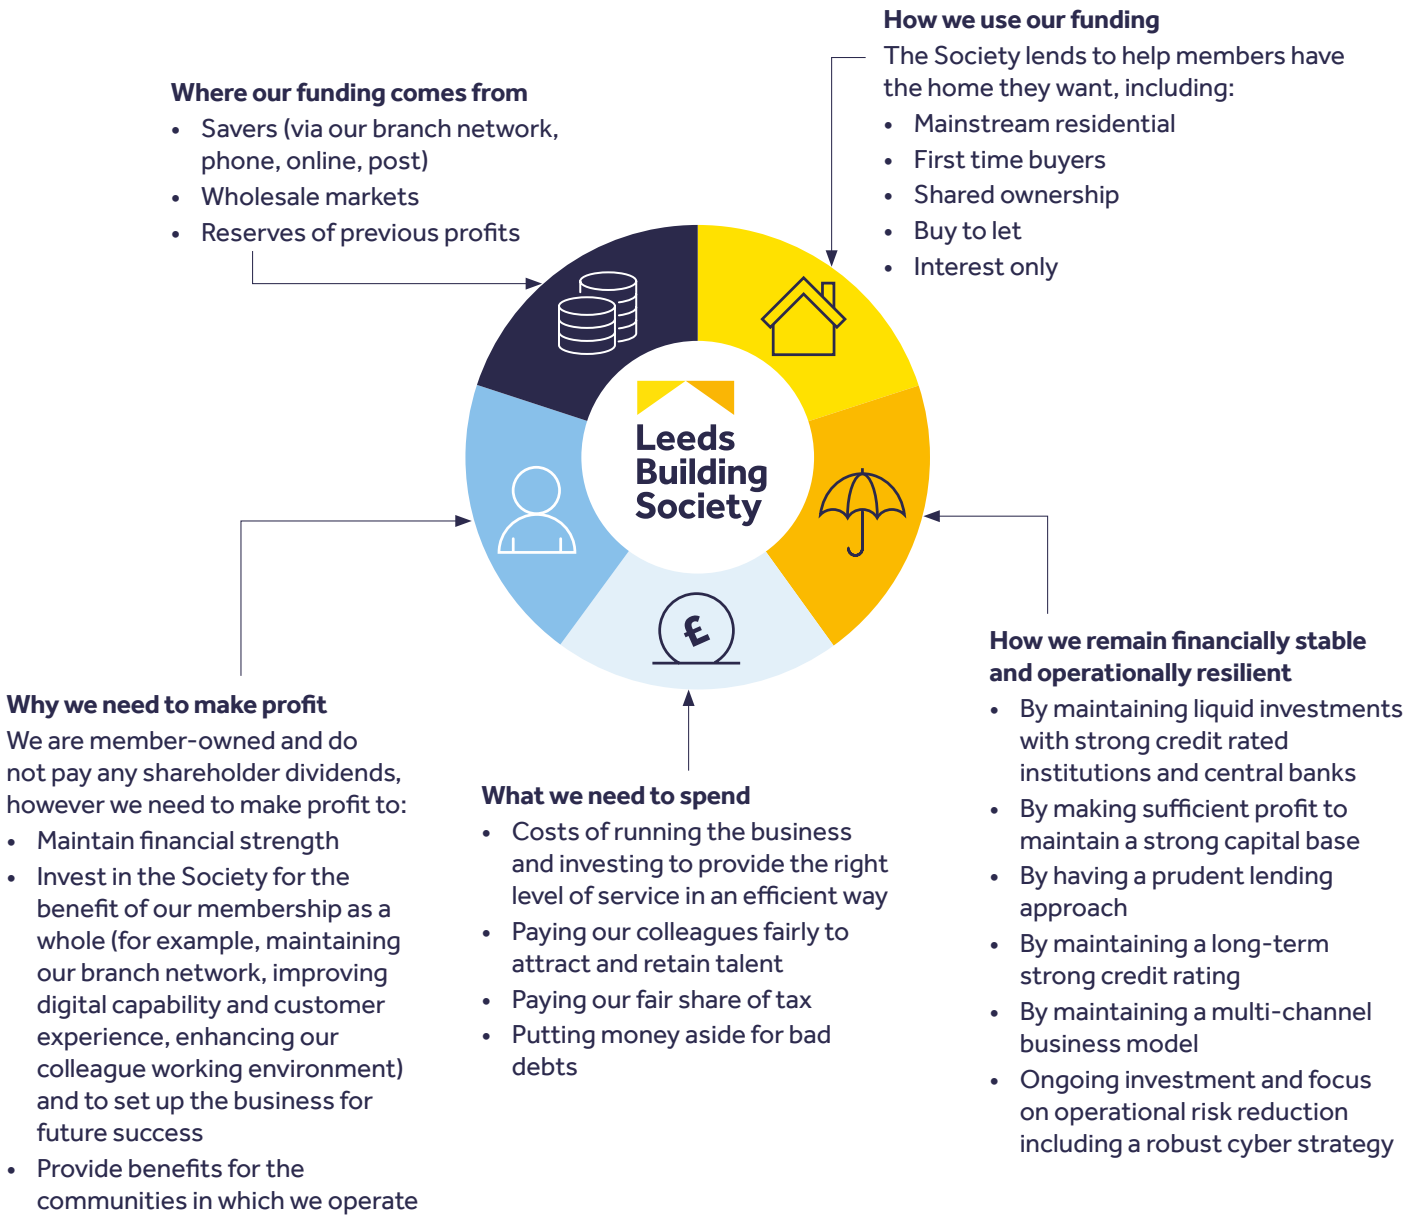 How we use our funding
The Society lends to help members have
the home they want, including:
• Mainstream residential
• First time buyers
• Shared ownership
• Buy to let
• Interest only
Where our funding comes from
• Savers (via our branch network,
phone, online, post)
• Wholesale markets
• Reserves of previous profits
Leeds
Building
Society
£
How we remain financially stable
and operationally resilient
• By maintaining liquid investments
with strong credit rated
institutions and central banks
• By making sufficient profit to
maintain a strong capital base
• By having a prudent lending
approach
• By maintaining a long-term
strong credit rating
• By maintaining a multi-channel
business model
• Ongoing investment and focus
on operational risk reduction
including a robust cyber strategy
What we need to spend
• Costs of running the business
and investing to provide the right
level of service in an efficient way
• Paying our colleagues fairly to
attract and retain talent
• Paying our fair share of tax
• Putting money aside for bad
debts
Why we need to make profit
We are member-owned and do
not pay any shareholder dividends,
however we need to make profit to:
• Maintain financial strength
• Invest in the Society for the
benefit of our membership as a
whole (for example, maintaining
our branch network, improving
digital capability and customer
experience, enhancing our
colleague working environment)
and to set up the business for
future success
• Provide benefits for the
communities in which we operate